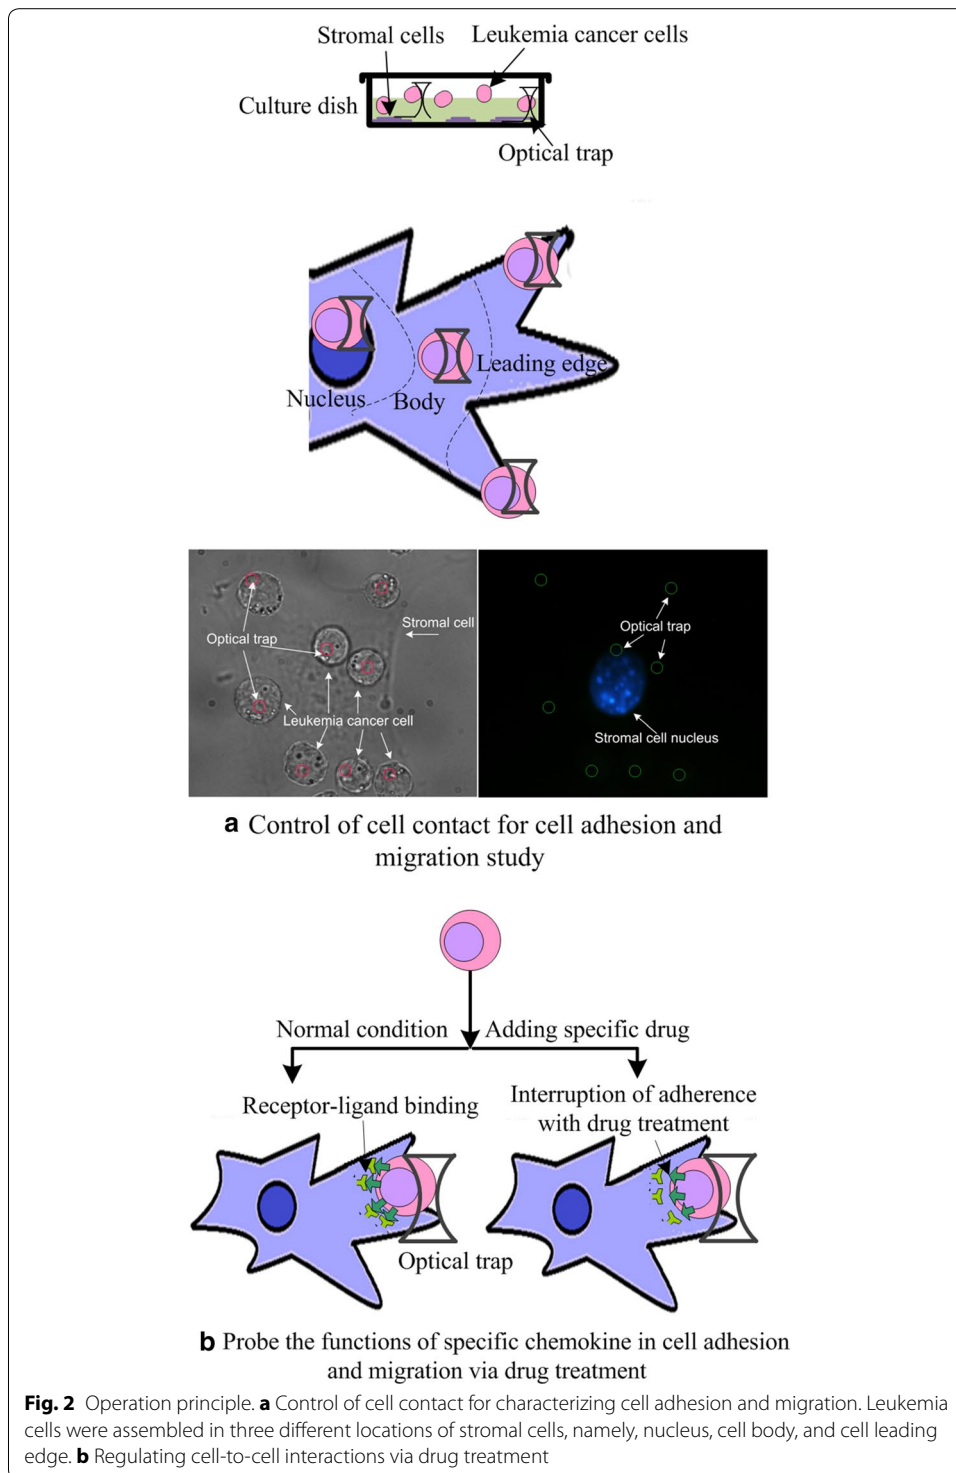 Stromal cells
Leukemia cancer cells
Culture dish
Optical trap
Nucleus
Body
Leading edge
Optical trap
Stromal cell
Leukemia cancer cell
Optical trap
Stromal cell nucleus
a Control of cell contact for cell adhesion and
migration study
Normal condition
Adding specific drug
Receptor-ligand binding
Interruption of adherence
with drug treatment
Optical trap
b Probe the functions of specific chemokine in cell adhesion
and migration via drug treatment
Fig. 2 Operation principle. a Control of cell contact for characterizing cell adhesion and migration. Leukemia
cells were assembled in three different locations of stromal cells, namely, nucleus, cell body, and cell leading
edge. b Regulating cell-to-cell interactions via drug treatment